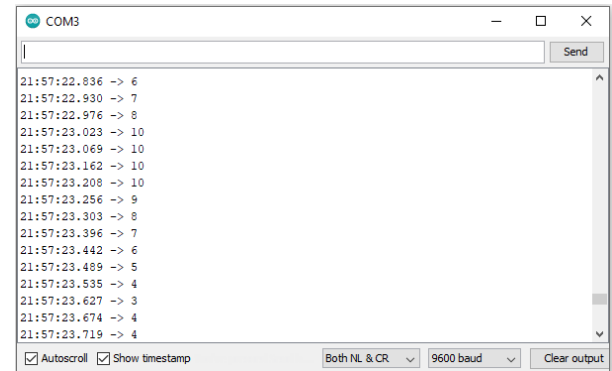 COM3
Send
21:57:22.836 -> 6
21:57:22.930 -> 7
21:57:22.976 -> 8
21:57:23.023 -> 10
21:57:23.069 -> 10
21:57:23.162 -> 10
21:57:23.208 -> 10
21:57:23.256 -> 9
21:57:23.303 -> 8
21:57:23.396 -> 7
21:57:23.442 -> 6
21:57:23.489 -> 5
21:57:23.535 -> 4
21:57:23.627 -> 3
21:57:23.674 -> 4
21:57:23.719 -> 4
Autoscroll Show timestamp Both NL & CR 9600 baud Clear output